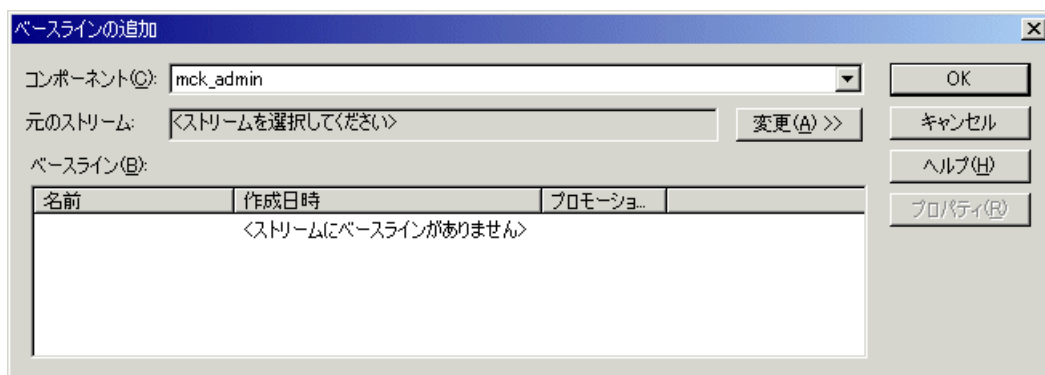 ベースラインの追加
コンポーネント(C): mck_admin OK
元のストリーム: <ストリームを選択してください> 変更(A) >> キャンセル
ベースライン(B): ヘルプ(H)
名前 作成日時 プロモーショ... プロパティ(R)
<ストリームにベースラインがありません>